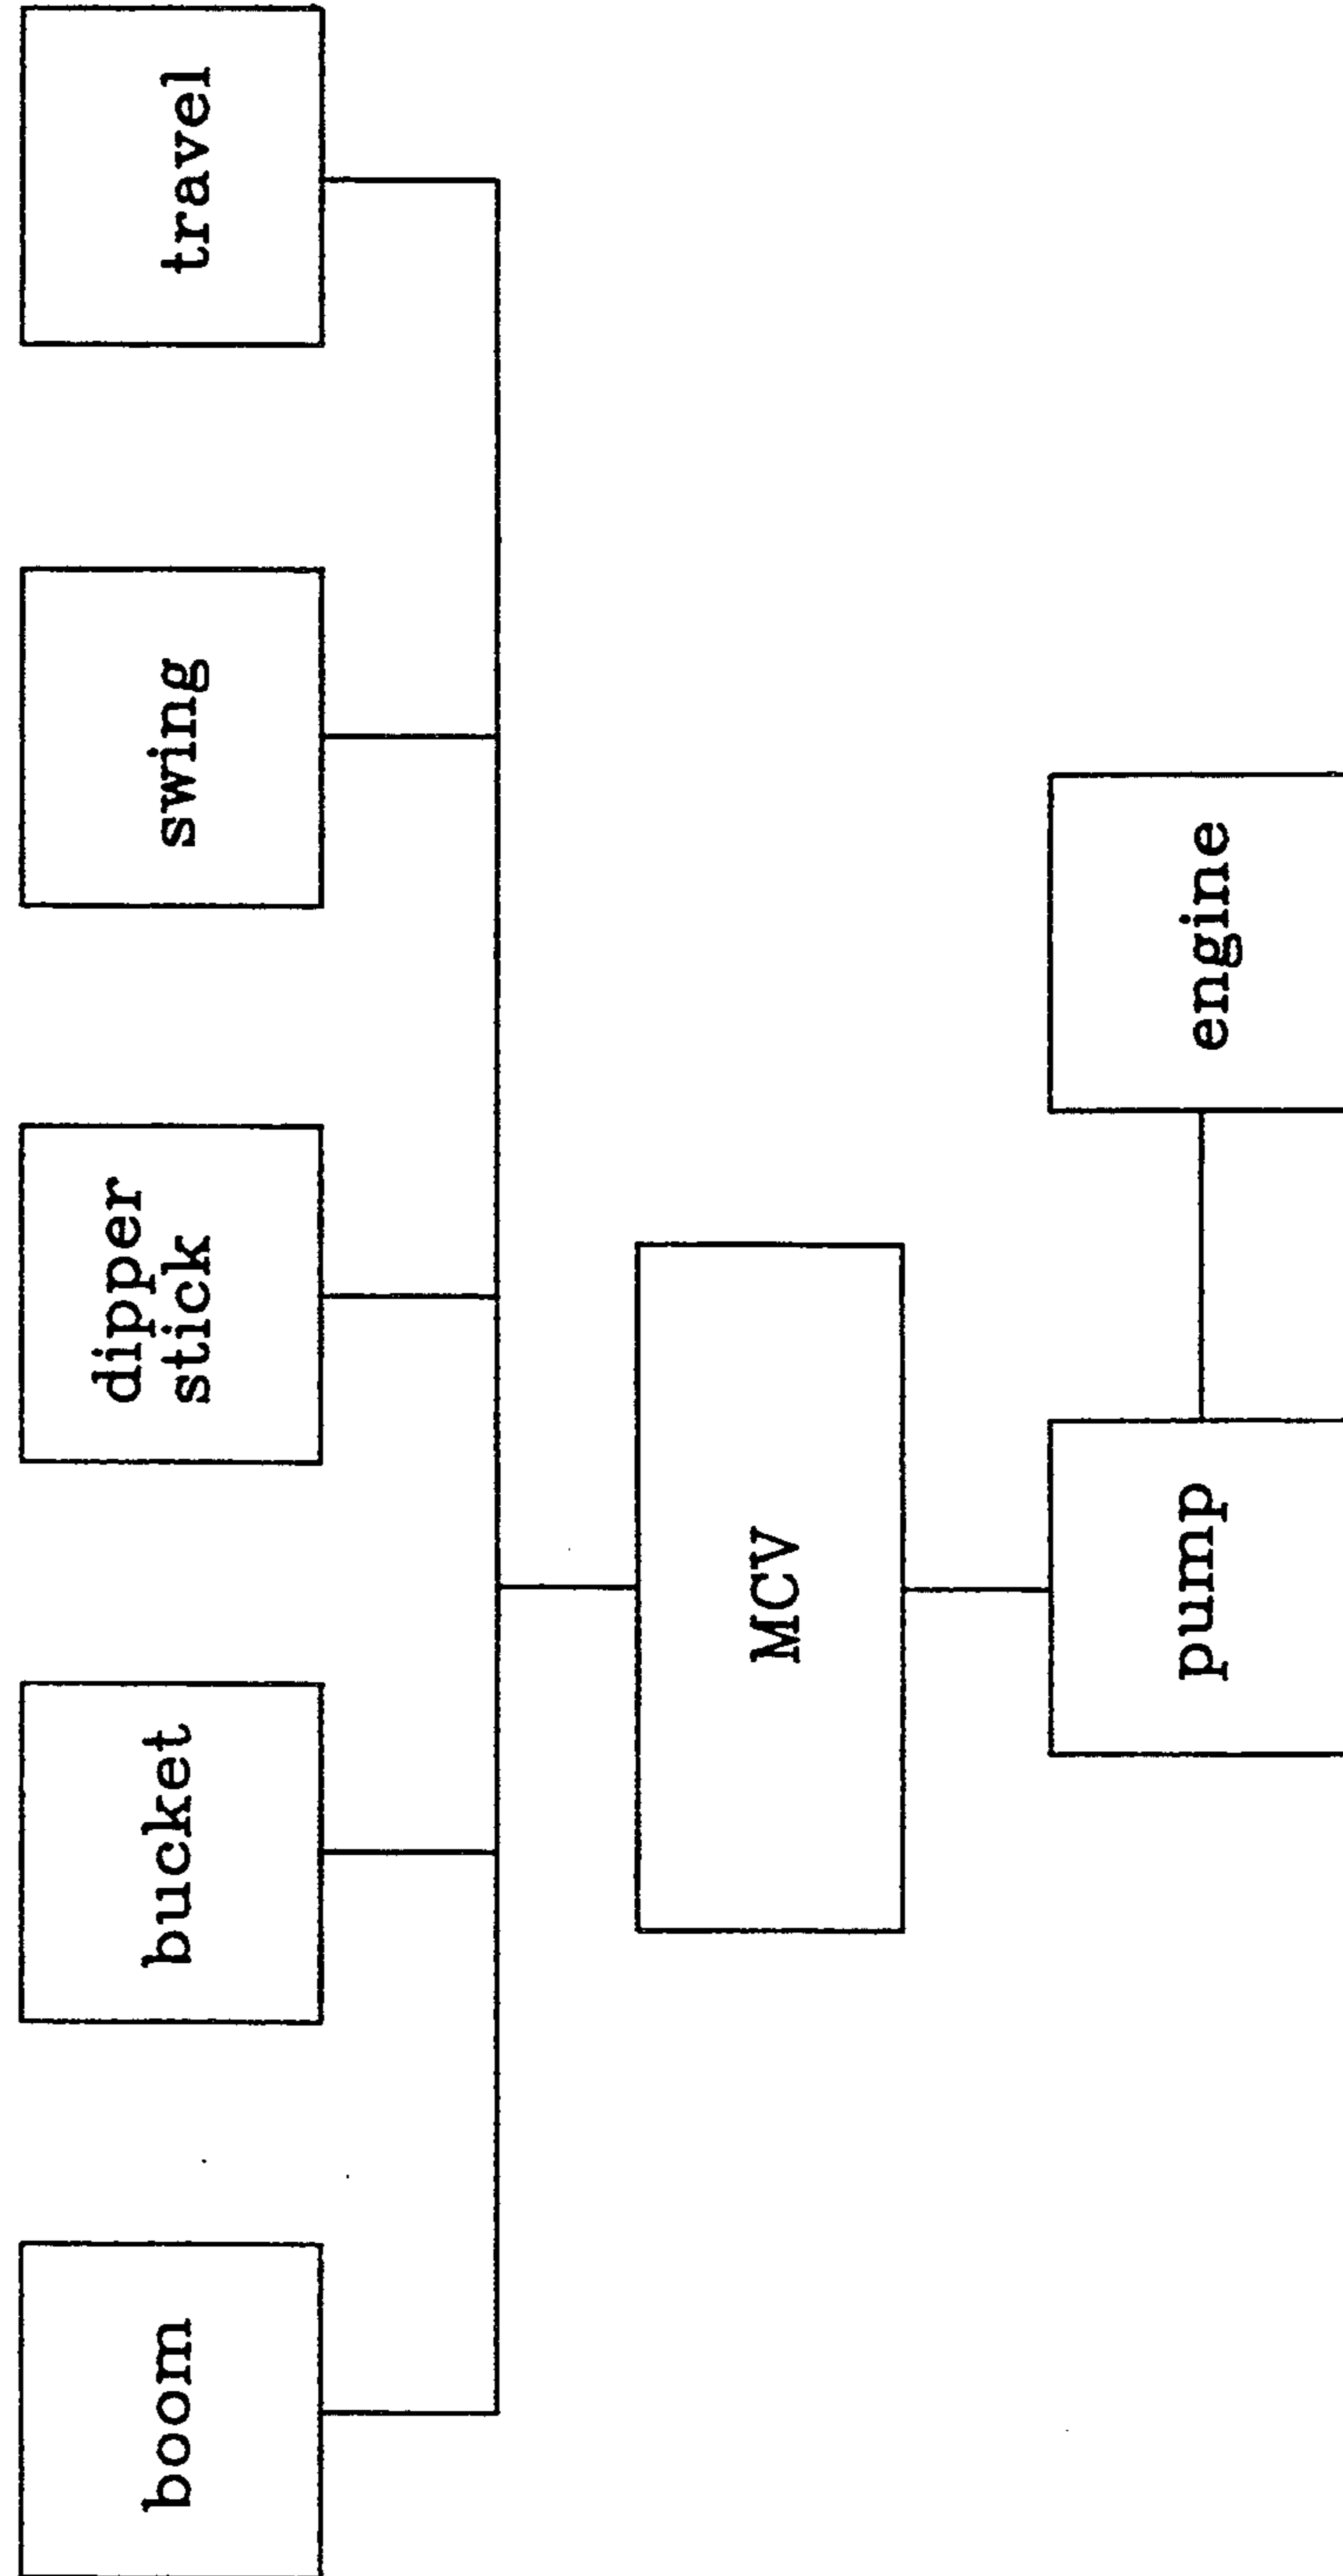 boom
bucket
dipper
stick
swing
travel
MCV
pump
engine